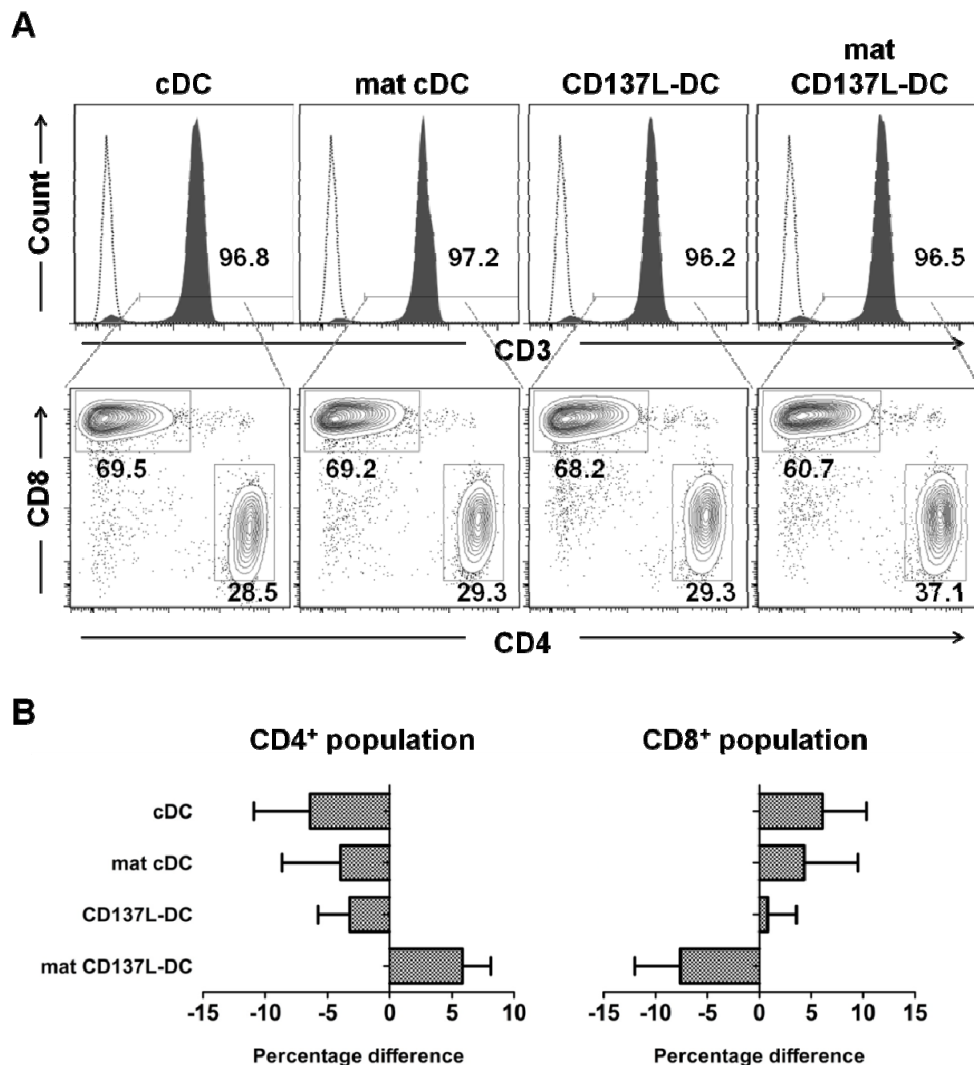 A
cDC
mat cDC
CD137L-DC
mat
CD137L-DC
Count
96.8
97.2
96.2
96.5
CD3
CD8
69.5
69.2
68.2
60.7
28.5
29.3
29.3
37.1
CD4
B
CD4+ population
CD8+ population
cDC
mat cDC
CD137L-DC
mat CD137L-DC
-15 -10 -5 0 5 10
-15 -10 -5 0 5 10 15
Percentage difference
Percentage difference